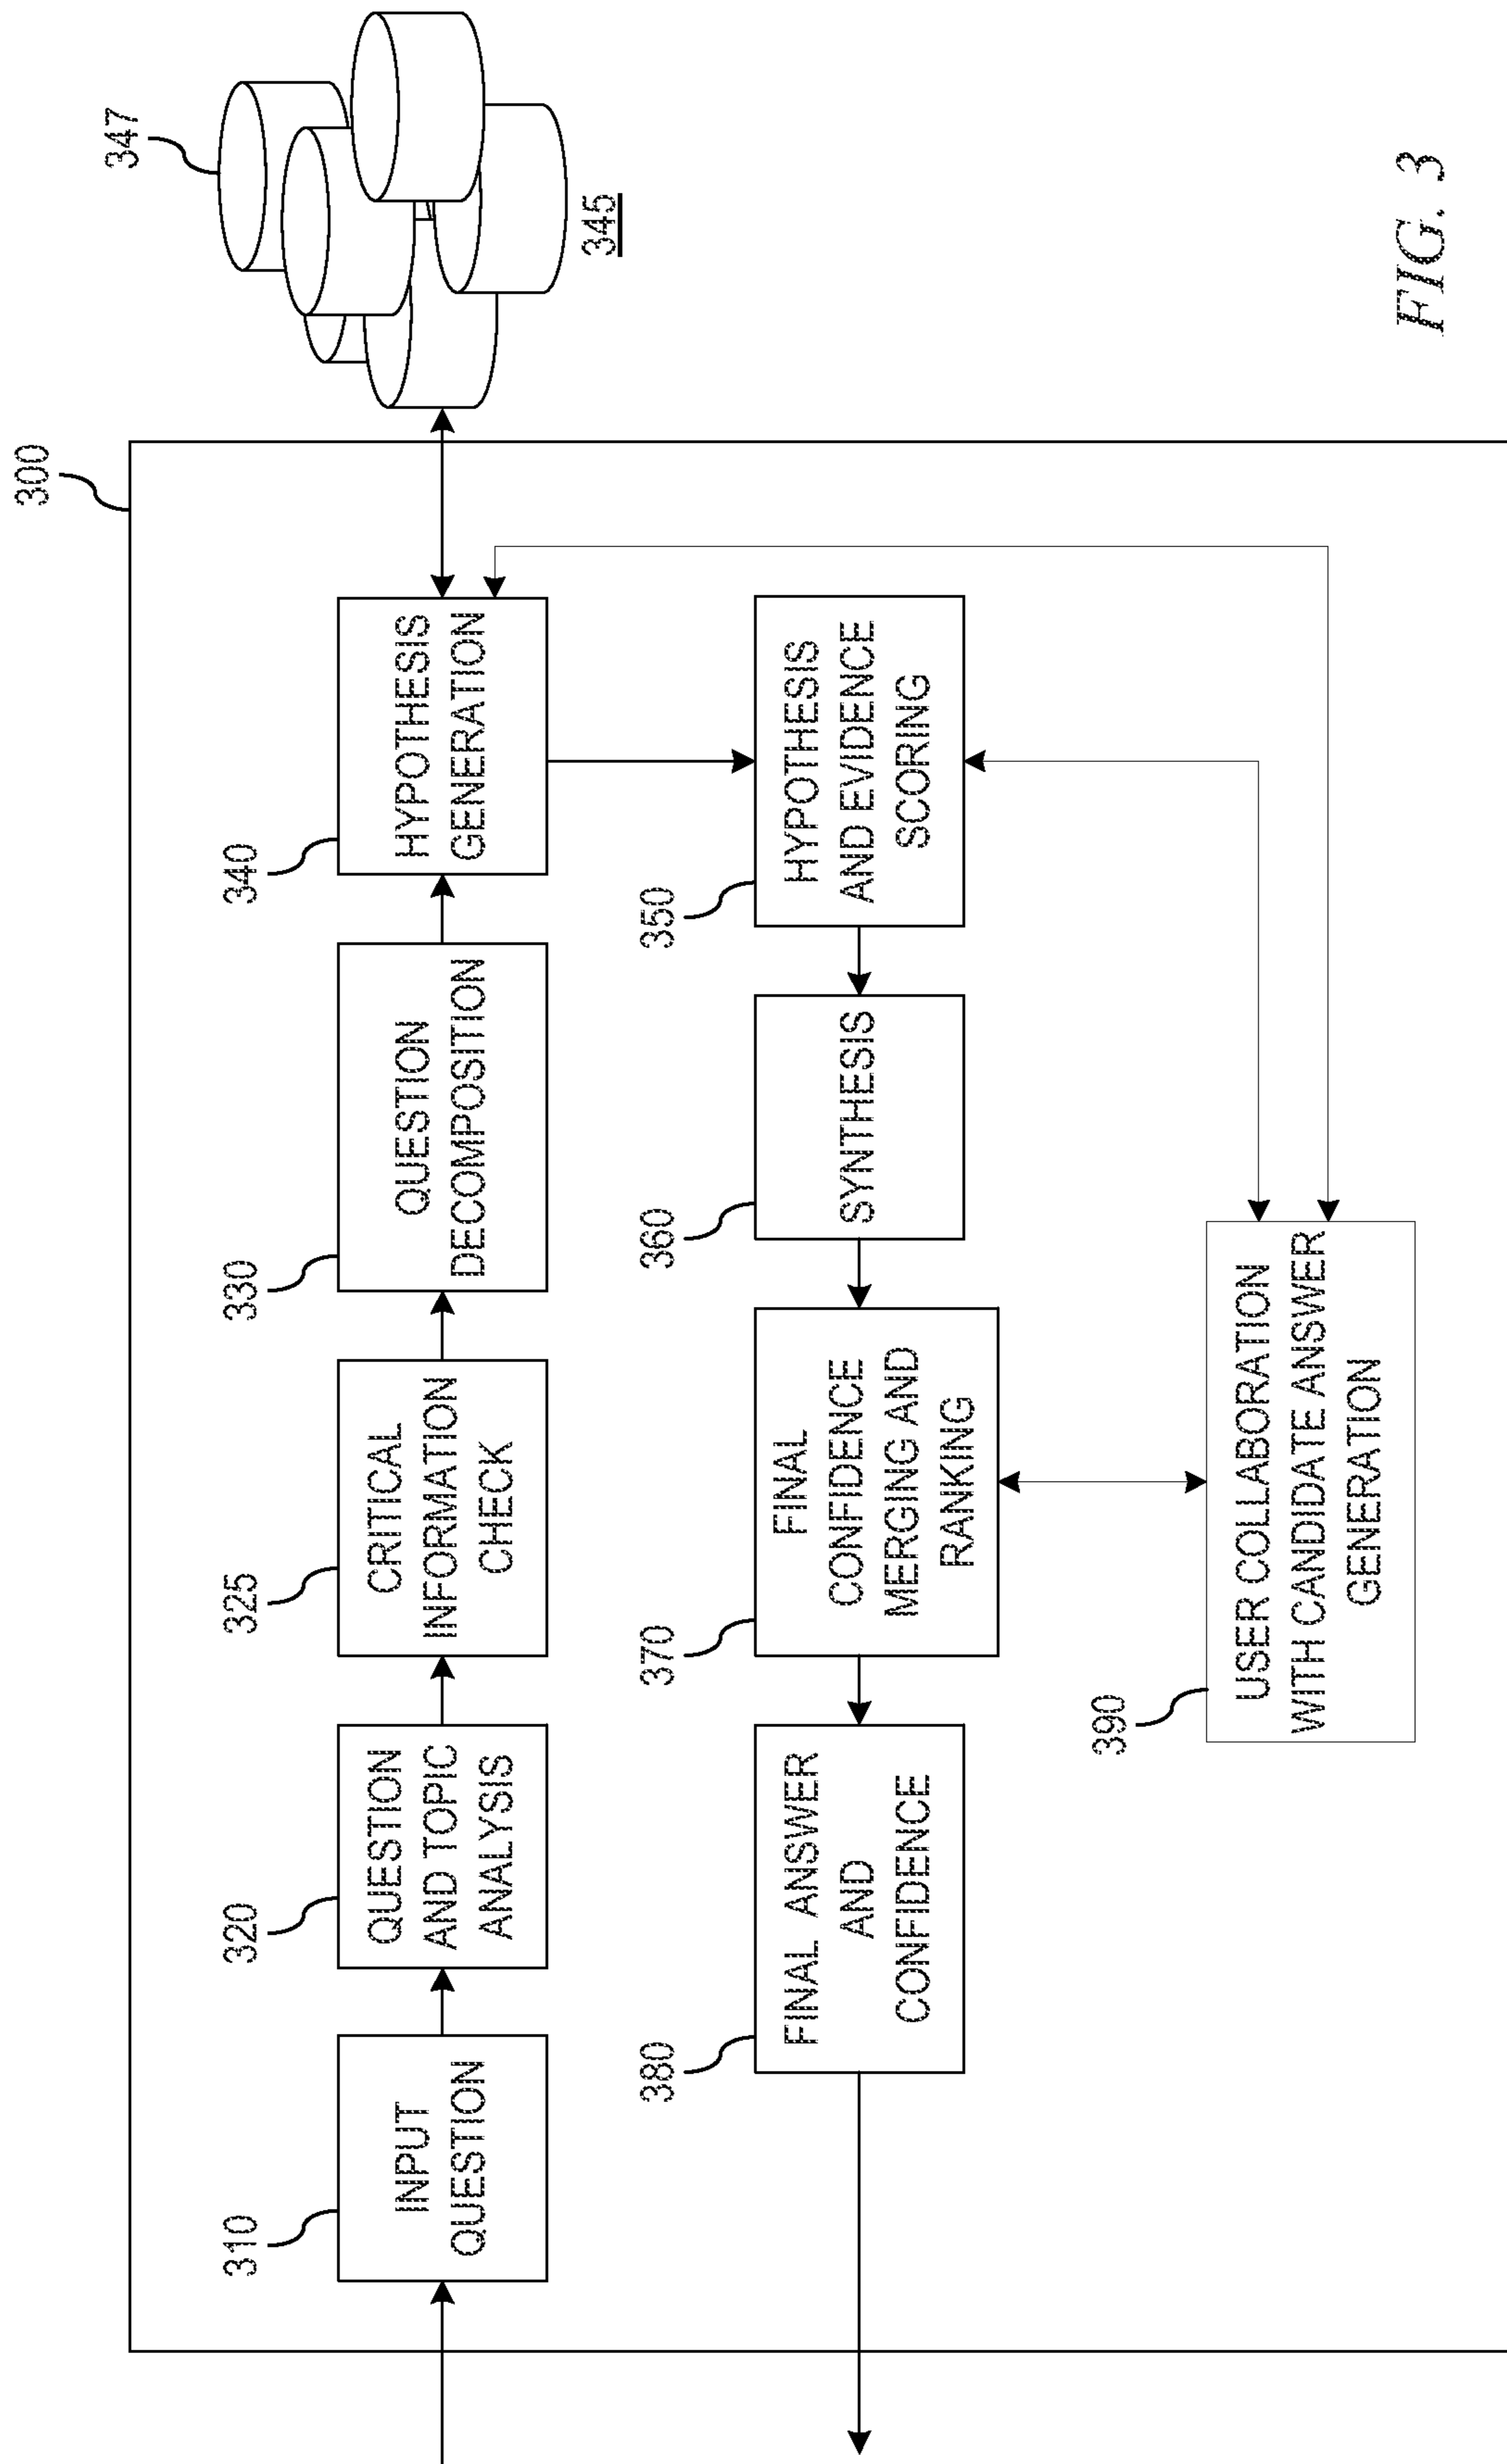 300
347
345
310
INPUT
QUESTION
320
QUESTION
AND TOPIC
ANALYSIS
325
CRITICAL
INFORMATION
CHECK
330
QUESTION
DECOMPOSITION
340
HYPOTHESIS
GENERATION
350
HYPOTHESIS
AND EVIDENCE
SCORING
360
SYNTHESIS
370
FINAL
CONFIDENCE
MERGING AND
RANKING
380
FINAL ANSWER
AND
CONFIDENCE
390
USER COLLABORATION
WITH CANDIDATE ANSWER
GENERATION
FIG. 3